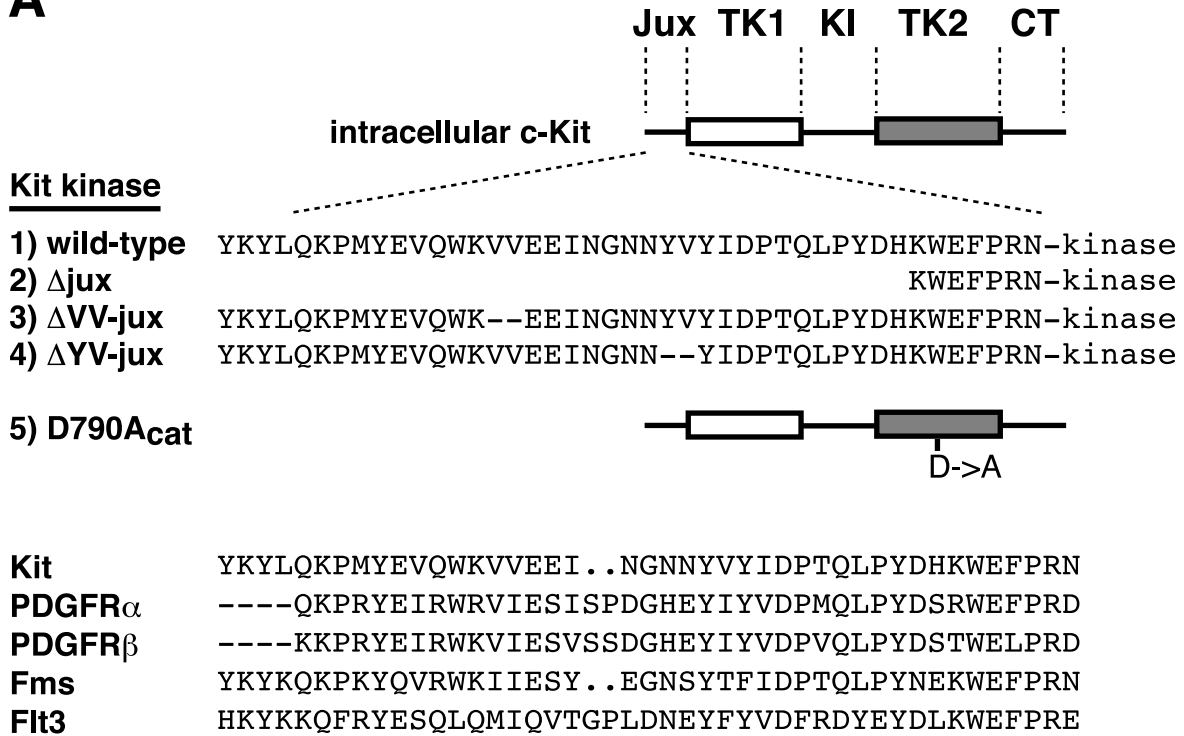 A
Jux TK1 KI TK2 CT
intracellular c-Kit
Kit kinase
1) wild-type YKYLQKPMYEVQWKVVEEINGNNYVYIDPTQLPYDHKWEFPRN-kinase
2) Δjux KWEFPRN-kinase
3) ΔVV-jux YKYLQKPMYEVQWK--EEINGNNYVYIDPTQLPYDHKWEFPRN-kinase
4) ΔYV-jux YKYLQKPMYEVQWKVVEEINGNN--YIDPTQLPYDHKWEFPRN-kinase
5) D790Acat
D->A
Kit YKYLQKPMYEVQWKVVEEI..NGNNYVYIDPTQLPYDHKWEFPRN
PDGFRα ----QKPRYEIRWRVIESISPDGHEYIYVDPMQLPYDSRWEFPRD
PDGFRβ ----KKPRYEIRWKVIESVSSDGHEYIYVDPVQLPYDSTWELPRD
Fms YKYKQKPKYQVRWKIIESY..EGNSYTFIDPTQLPYNEKWEFPRN
Flt3 HKYKKQFRYESQLQMIQVTGPLDNEYFYVDFRDYEYDLKWEFPRE